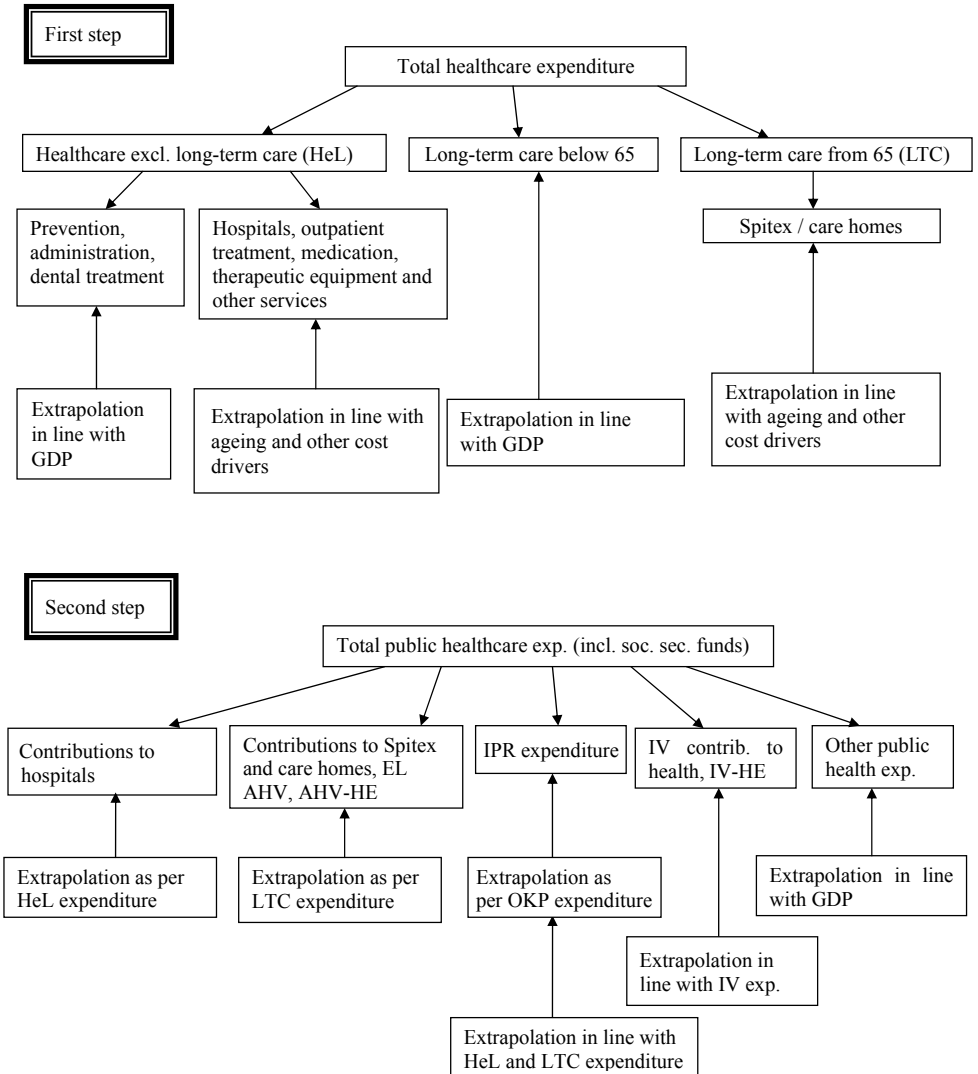 First step
Total healthcare expenditure
Healthcare excl. long-term care (HeL)
Long-term care below 65
Long-term care from 65 (LTC)
Prevention,
administration,
dental treatment
Hospitals, outpatient
treatment, medication,
therapeutic equipment and
other services
Spitex / care homes
Extrapolation
in line with
GDP
Extrapolation in line with
ageing and other cost
drivers
Extrapolation in line
with GDP
Extrapolation in line
with ageing and other
cost drivers
Second step
Total public healthcare exp. (incl. soc. sec. funds)
Contributions to
hospitals
Contributions to Spitex
and care homes, EL
AHV, AHV-HE
IPR expenditure
IV contrib. to
health, IV-HE
Other public
health exp.
Extrapolation as per
HeL expenditure
Extrapolation as per
LTC expenditure
Extrapolation as
per OKP expenditure
Extrapolation in line
with GDP
Extrapolation in
line with IV exp.
Extrapolation in line with
HeL and LTC expenditure